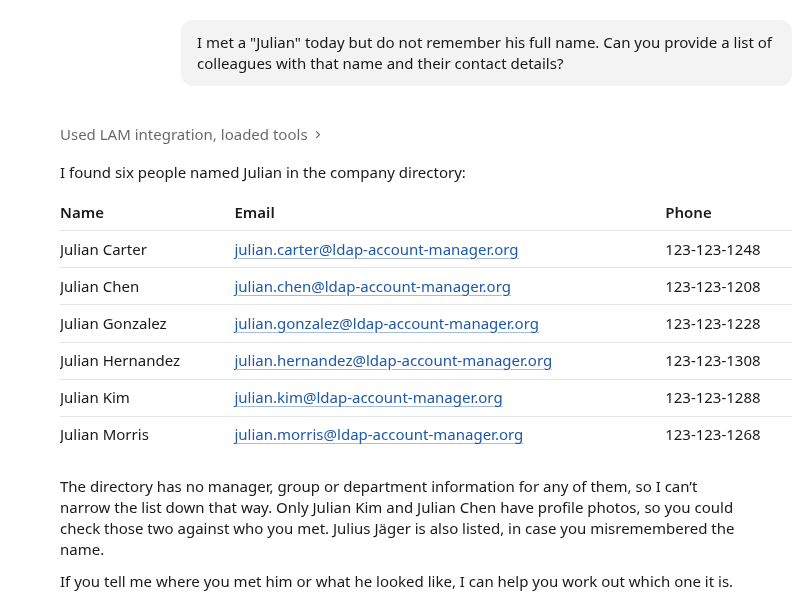 I met a "Julian" today but do not remember his full name. Can you provide a list of
colleagues with that name and their contact details?
Used LAM integration, loaded tools >
I found six people named Julian in the company directory:
Name Email Phone
Julian Carter julian.carter@ldap-account-manager.org 123-123-1248
Julian Chen julian.chen@ldap-account-manager.org 123-123-1208
Julian Gonzalez julian.gonzalez@ldap-account-manager.org 123-123-1228
Julian Hernandez julian.hernandez@ldap-account-manager.org 123-123-1308
Julian Kim julian.kim@ldap-account-manager.org 123-123-1288
Julian Morris julian.morris@ldap-account-manager.org 123-123-1268
The directory has no manager, group or department information for any of them, so I can’t
narrow the list down that way. Only Julian Kim and Julian Chen have profile photos, so you could
check those two against who you met. Julius Jäger is also listed, in case you misremembered the
name.
If you tell me where you met him or what he looked like, I can help you work out which one it is.